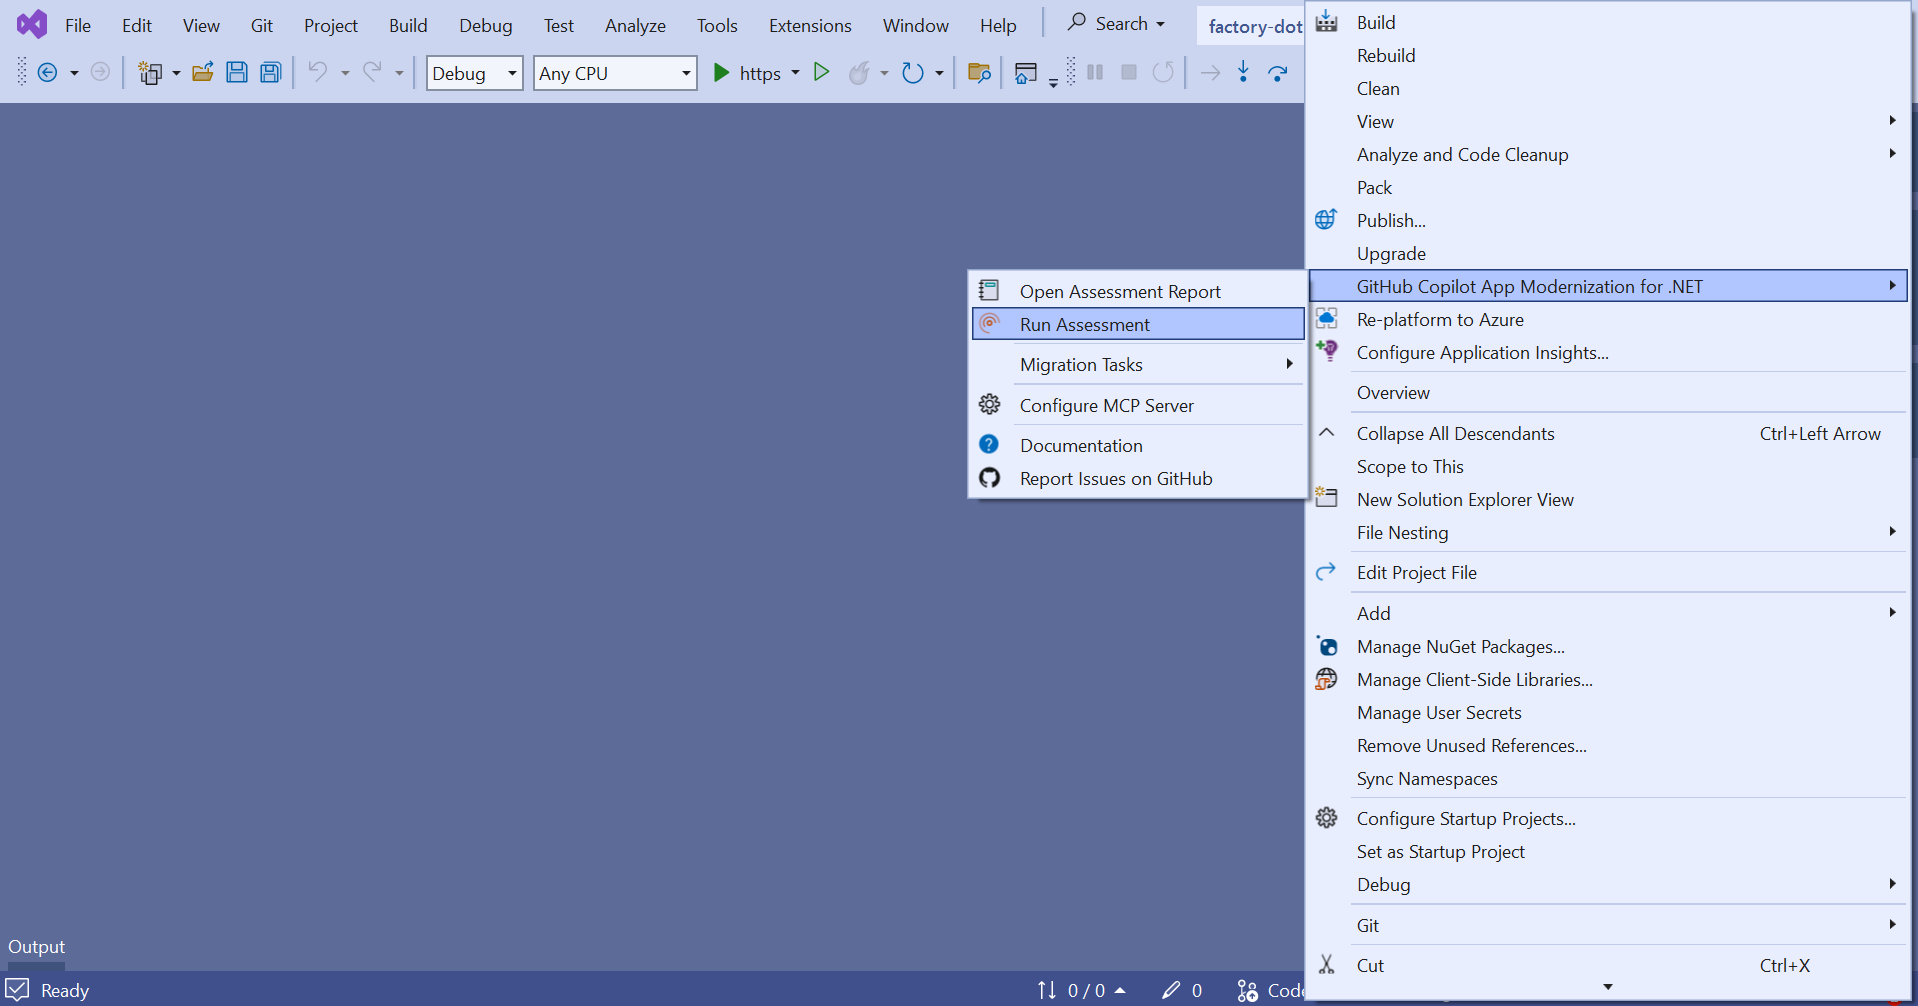 File Edit View Git Project Build Debug Test Analyze Tools Extensions Window Help Search factory-dot
Debug Any CPU https
Build
Rebuild
Clean
View
Analyze and Code Cleanup
Pack
Publish...
Upgrade
GitHub Copilot App Modernization for .NET
Re-platform to Azure
Configure Application Insights...
Overview
Collapse All Descendants Ctrl+Left Arrow
Scope to This
New Solution Explorer View
File Nesting
Edit Project File
Add
Manage NuGet Packages...
Manage Client-Side Libraries...
Manage User Secrets
Remove Unused References...
Sync Namespaces
Configure Startup Projects...
Set as Startup Project
Debug
Git
Cut Ctrl+X
Open Assessment Report
Run Assessment
Migration Tasks
Configure MCP Server
Documentation
Report Issues on GitHub
Output
Ready 0 / 0 0 Code